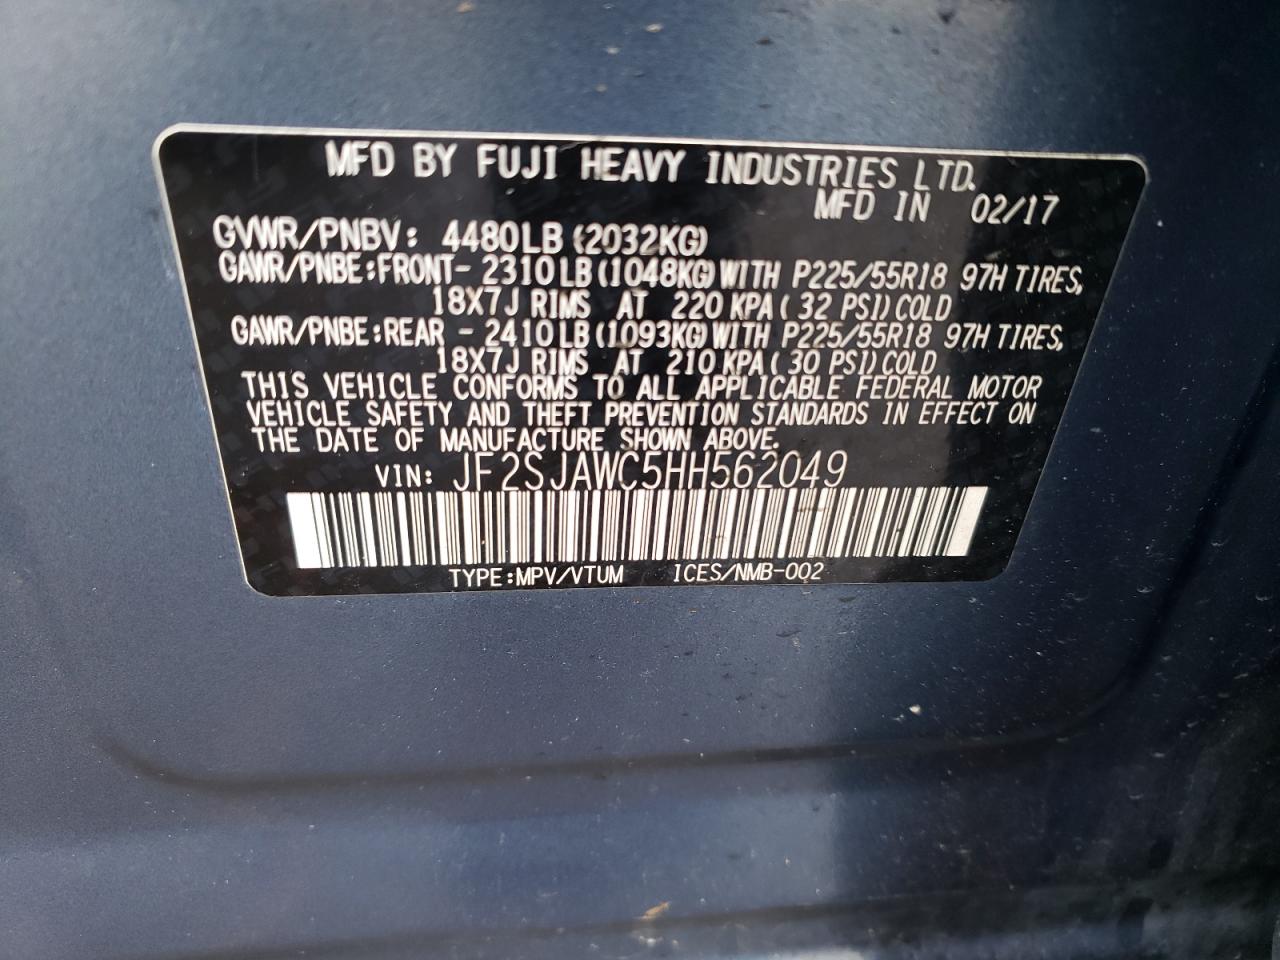 MFD BY FUJI HEAVY INDUSTRIES LTD.
MFD IN 02/17
GVWR/PNBV: 4480LB (2032KG)
GAWR/PNBE:FRONT- 2310LB(1048KG)WITH P225/55R18 97H TIRES,
18X7J RIMS AT 220 KPA( 32 PSI)COLD
GAWR/PNBE:REAR - 2410LB(1093KG)WITH P225/55R18 97H TIRES,
18X7J RIMS AT 210 KPA( 30 PSI)COLD
THIS VEHICLE CONFORMS TO ALL APPLICABLE FEDERAL MOTOR
VEHICLE SAFETY AND THEFT PREVENTION STANDARDS IN EFFECT ON
THE DATE OF MANUFACTURE SHOWN ABOVE.
VIN: JF2SJAWC5HH562049
TYPE:MPV/VTUM ICES/NMB-002